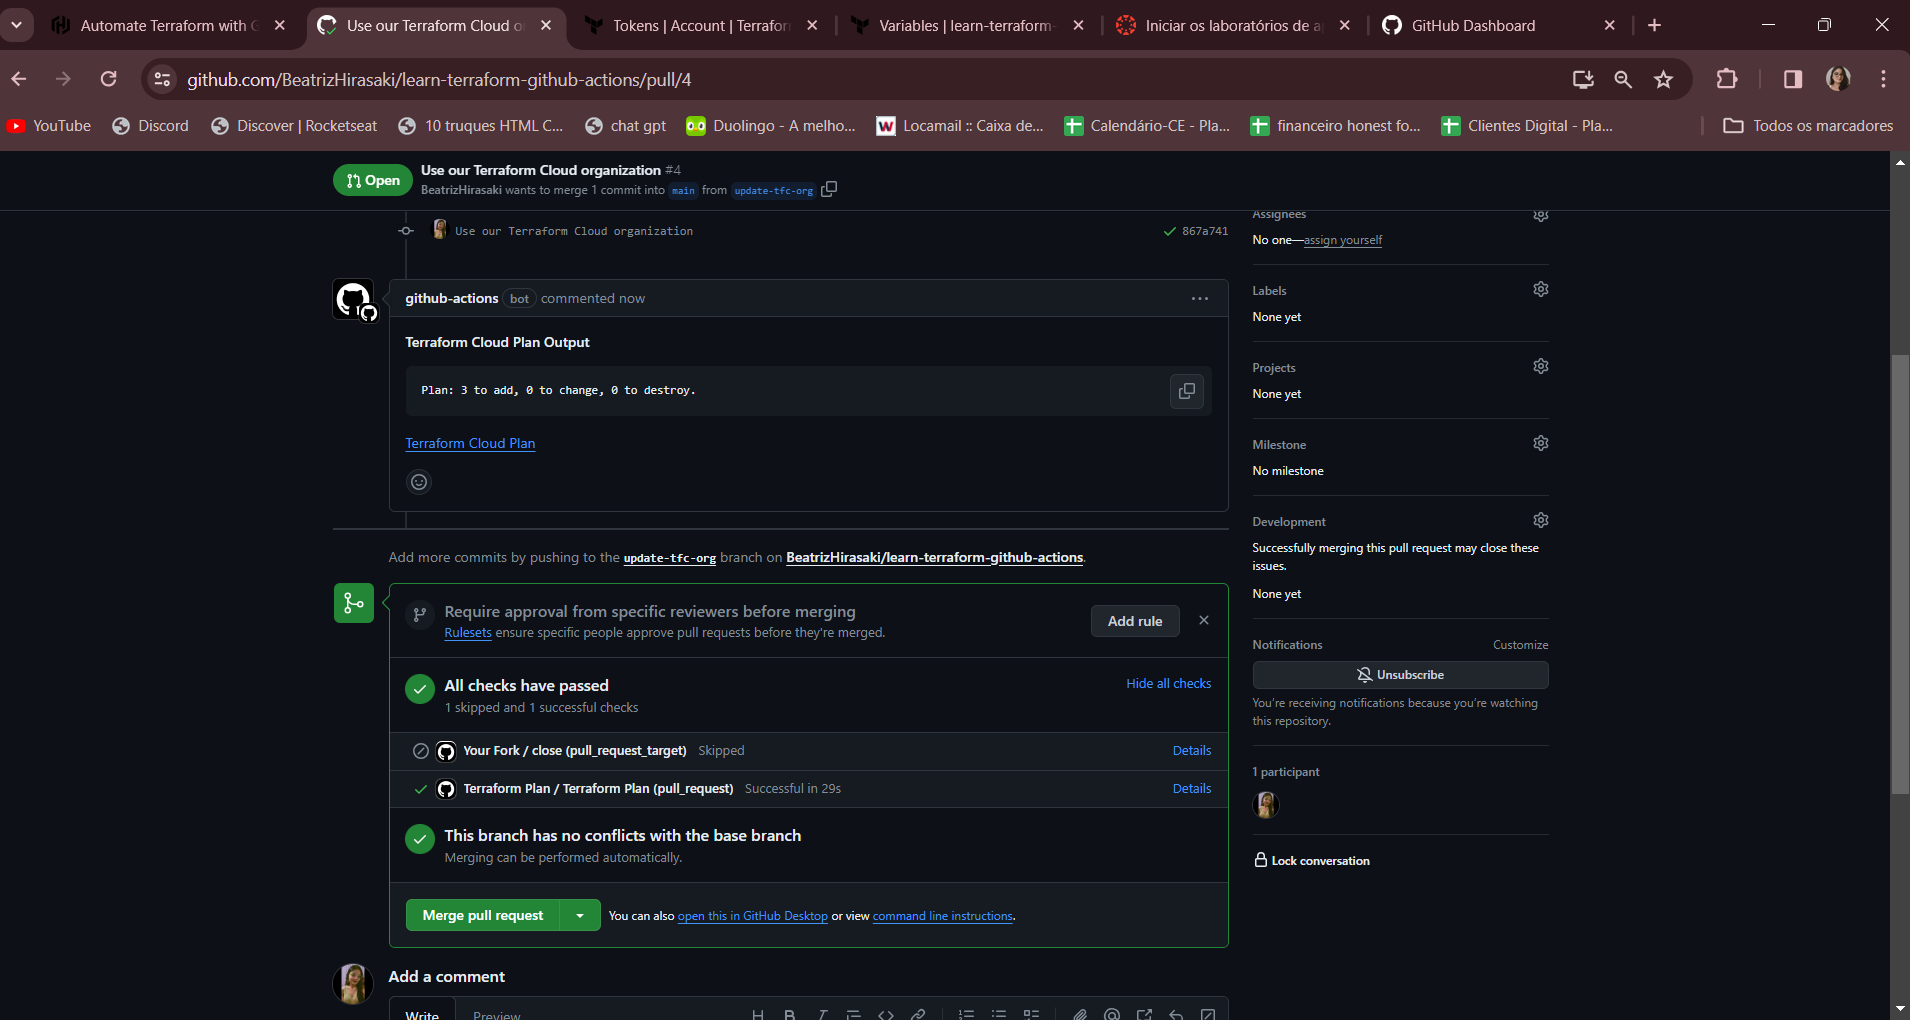 Automate Terraform with G
Use our Terraform Cloud o
Tokens | Account | Terrafor
Variables | learn-terraform-
Iniciar os laboratórios de a
GitHub Dashboard
github.com/BeatrizHirasaki/learn-terraform-github-actions/pull/4
YouTube
Discord
Discover | Rocketseat
10 truques HTML C...
chat gpt
Duolingo - A melho...
Locamail :: Caixa de...
Calendário-CE - Pla...
financeiro honest fo...
Clientes Digital - Pla...
Todos os marcadores
Open
Use our Terraform Cloud organization #4
BeatrizHirasaki wants to merge 1 commit into main from update-tfc-org
Use our Terraform Cloud organization
867a741
github-actions bot commented now
Terraform Cloud Plan Output
Plan: 3 to add, 0 to change, 0 to destroy.
Terraform Cloud Plan
Add more commits by pushing to the update-tfc-org branch on BeatrizHirasaki/learn-terraform-github-actions.
Require approval from specific reviewers before merging
Rulesets ensure specific people approve pull requests before they're merged.
Add rule
All checks have passed
1 skipped and 1 successful checks
Hide all checks
Your Fork / close (pull_request_target) Skipped
Details
Terraform Plan / Terraform Plan (pull_request) Successful in 29s
Details
This branch has no conflicts with the base branch
Merging can be performed automatically.
Merge pull request
You can also open this in GitHub Desktop or view command line instructions.
Add a comment
Write
Preview
Assignees
No one—assign yourself
Labels
None yet
Projects
None yet
Milestone
No milestone
Development
Successfully merging this pull request may close these
issues.
None yet
Notifications
Customize
Unsubscribe
You're receiving notifications because you're watching
this repository.
1 participant
Lock conversation